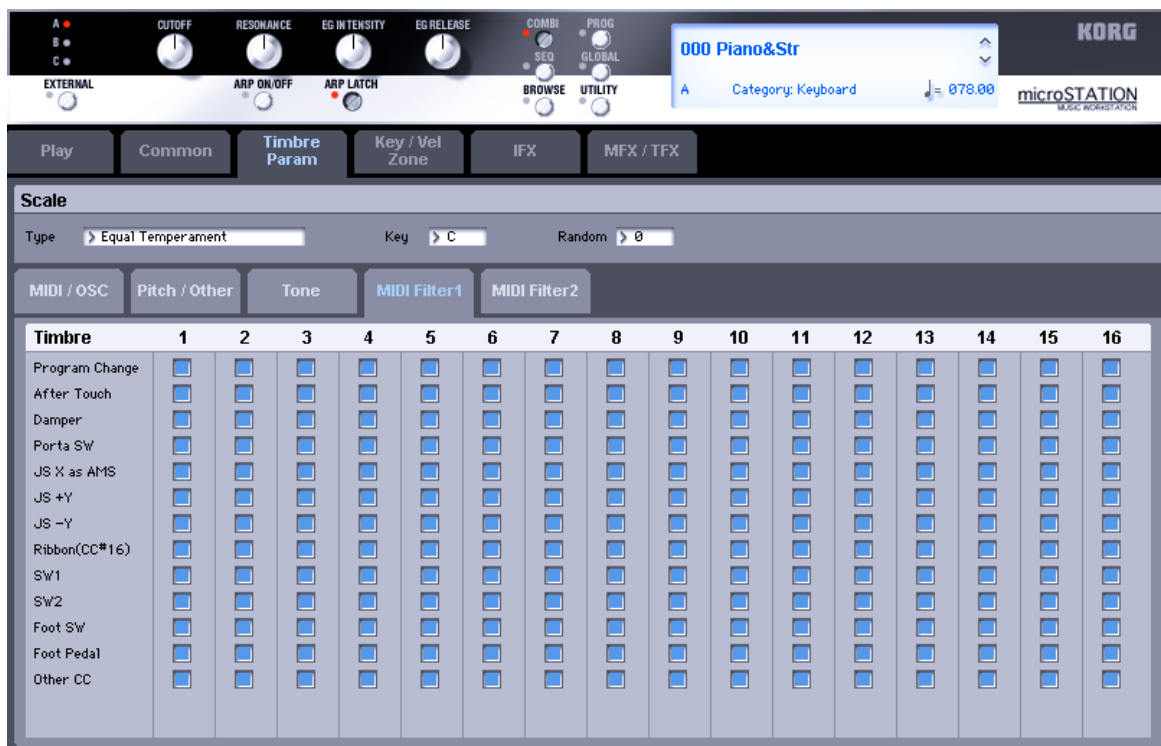 A CUTOFF RESONANCE EG INTENSITY EG RELEASE COMBI PROG KORG
B
C
SEQ GLOBAL
000 Piano&Str
EXTERNAL ARP ON/OFF ARP LATCH BROWSE UTILITY
A Category: Keyboard ♩= 078.00
microSTATION
MUSIC WORKSTATION
Play Common Timbre Param Key / Vel Zone IFX MFX / TFX
Scale
Type Equal Temperament Key C Random 0
MIDI / OSC Pitch / Other Tone MIDI Filter1 MIDI Filter2
Timbre 1 2 3 4 5 6 7 8 9 10 11 12 13 14 15 16
Program Change
After Touch
Damper
Porta SW
JS X as AMS
JS +Y
JS -Y
Ribbon(CC#16)
SW1
SW2
Foot SW
Foot Pedal
Other CC